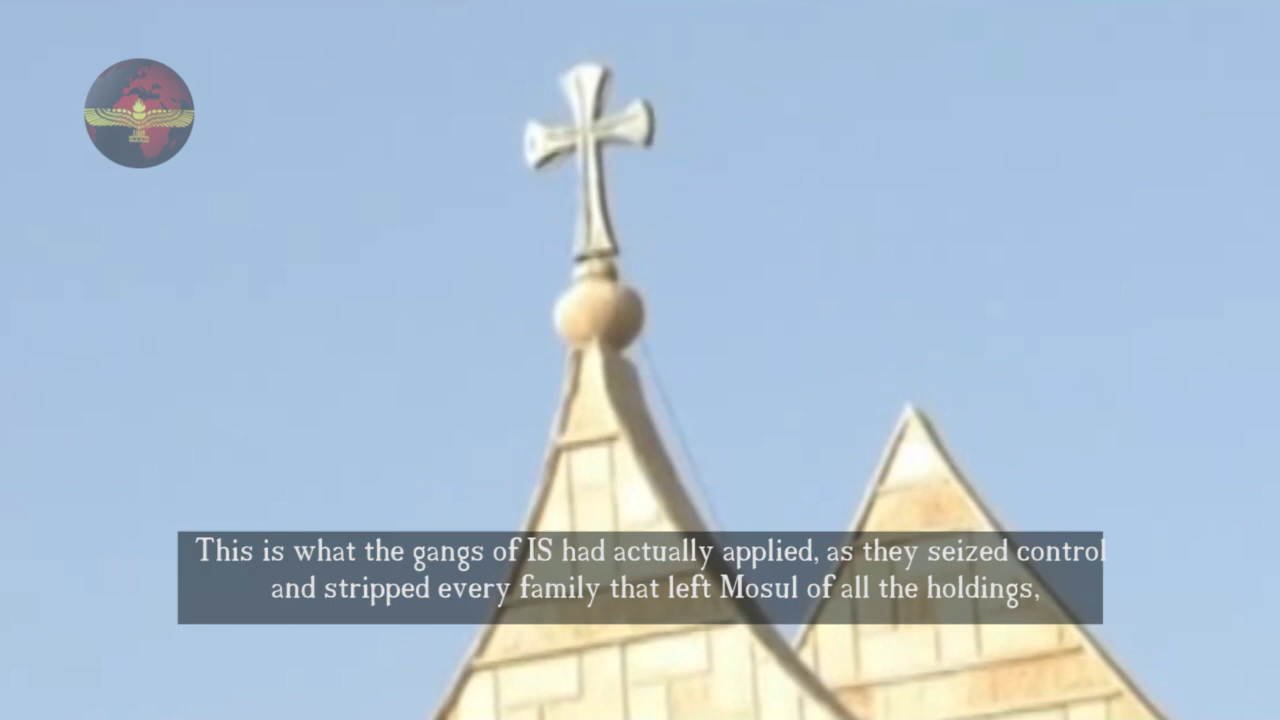 This is what the gangs of IS had actually applied, as they seized control
and stripped every family that left Mosul of all the holdings,